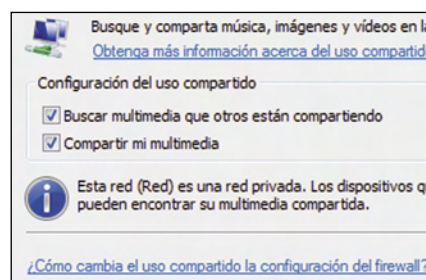 Busque y comparta música, imágenes y vídeos en la
Obtenga más información acerca del uso compartido
Configuración del uso compartido
Buscar multimedia que otros están compartiendo
Compartir mi multimedia
Esta red (Red) es una red privada. Los dispositivos
pueden encontrar su multimedia compartida.
¿Cómo cambia el uso compartido la configuración del firewall?